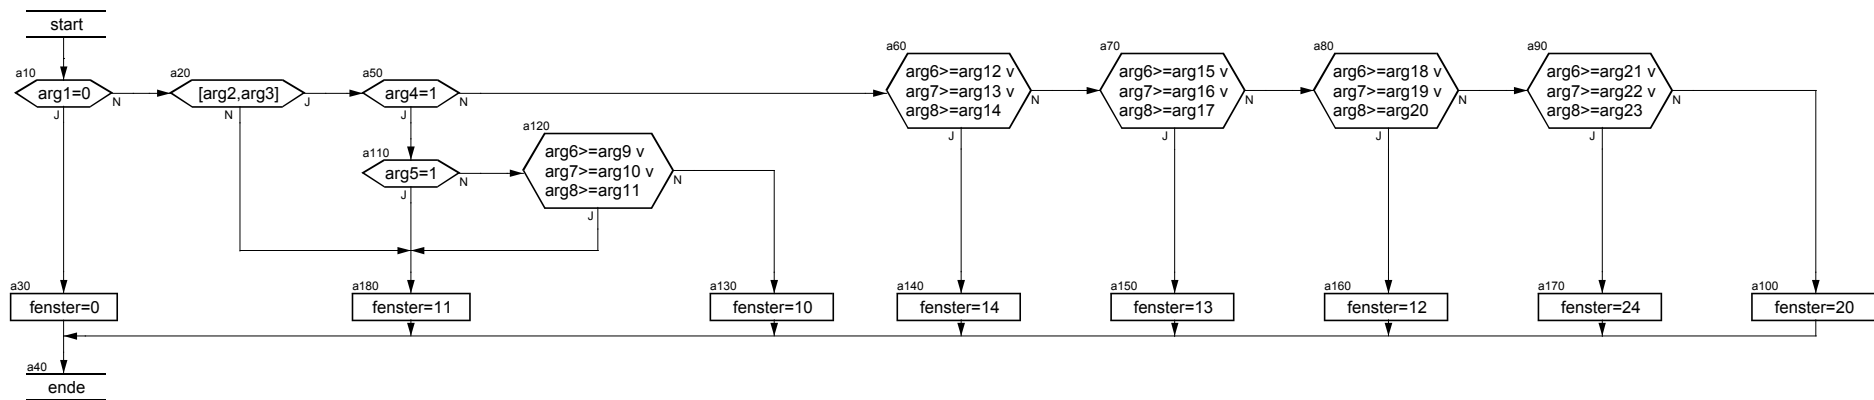 start
a10
arg1=0
N
J
a20
[arg2,arg3]
J
N
a50
arg4=1
N
J
a60
arg6>=arg12 v
arg7>=arg13 v
arg8>=arg14
N
J
a70
arg6>=arg15 v
arg7>=arg16 v
arg8>=arg17
N
J
a80
arg6>=arg18 v
arg7>=arg19 v
arg8>=arg20
N
J
a90
arg6>=arg21 v
arg7>=arg22 v
arg8>=arg23
N
J
a110
arg5=1
N
J
a120
arg6>=arg9 v
arg7>=arg10 v
arg8>=arg11
N
J
a30
fenster=0
a180
fenster=11
a130
fenster=10
a140
fenster=14
a150
fenster=13
a160
fenster=12
a170
fenster=24
a100
fenster=20
a40
ende